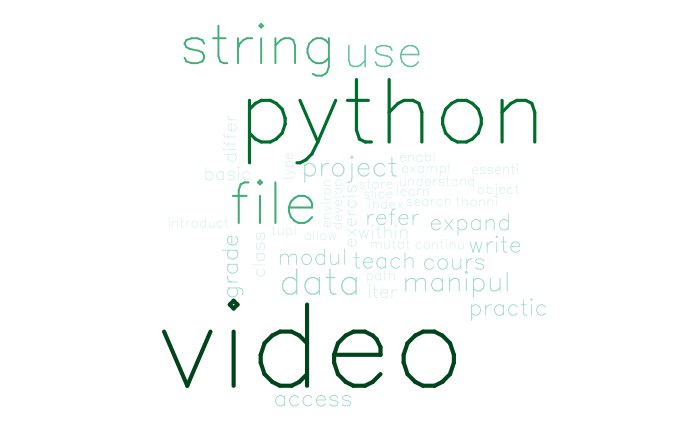 string use
python
differ
type
project
enabl
exampl
essenti
basic
file
environ
develop
exercis
store
slice
index
learn
understand
object
search thonni
refer
expand
introduct
tupl
allow
within
class
grade
mutat continu
write
modul
teach cours
data
path
iter
manipul
practic
video
access